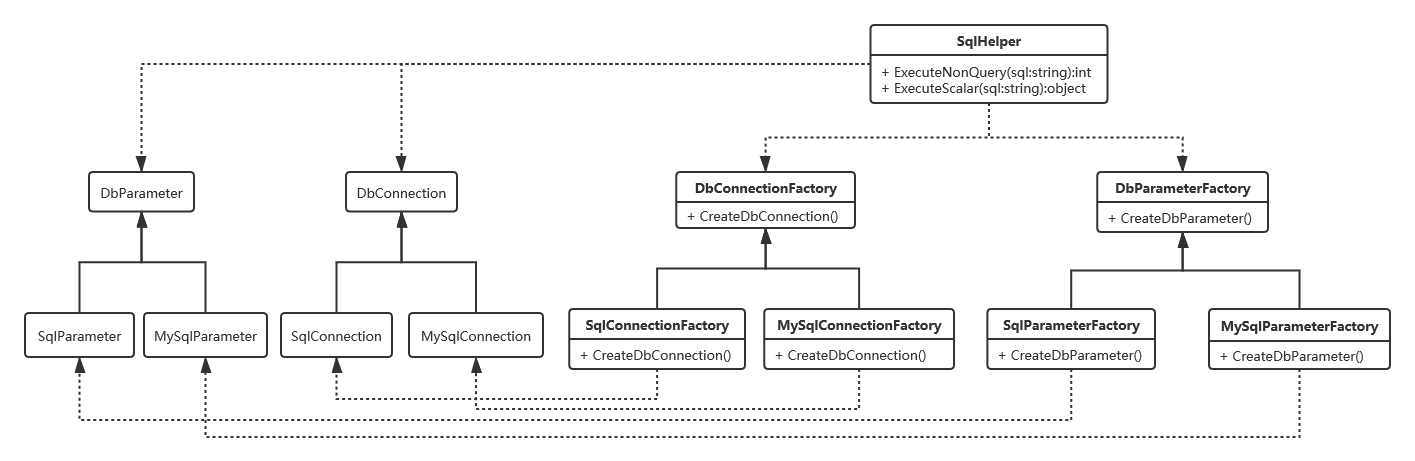 SqlHelper
+ ExecuteNonQuery(sql:string):int
+ ExecuteScalar(sql:string):object
DbParameter
DbConnection
DbConnectionFactory
+ CreateDbConnection()
DbParameterFactory
+ CreateDbParameter()
SqlParameter
MySqlParameter
SqlConnection
MySqlConnection
SqlConnectionFactory
+ CreateDbConnection()
MySqlConnectionFactory
+ CreateDbConnection()
SqlParameterFactory
+ CreateDbParameter()
MySqlParameterFactory
+ CreateDbParameter()